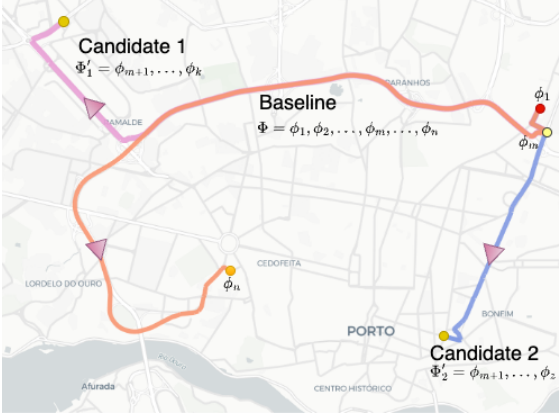 Candidate 1
Φ′₁ = ϕₘ₊₁, . . . , ϕₖ
RAMALDE
PARANHOS
Baseline
Φ = ϕ₁, ϕ₂, . . . , ϕₘ, . . . , ϕₙ
ϕ₁
ϕₘ
CEDOFEITA
ϕₙ
LORDELO DO OURO
BONFIM
PORTO
Candidate 2
Φ′₂ = ϕₘ₊₁, . . . , ϕ_z
Afurada
CENTRO HISTÓRICO